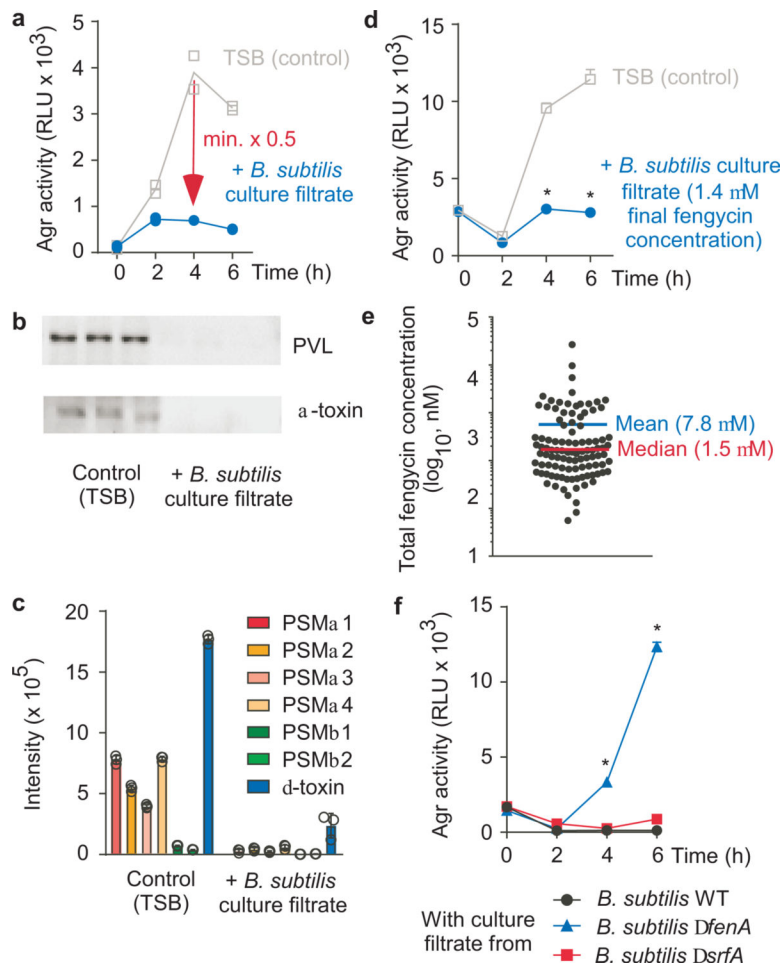 a
Agr activity (RLU x 10³)
5
4
3
2
1
0
TSB (control)
min. x 0.5
+ B. subtilis
culture filtrate
0 2 4 6 Time (h)
b
PVL
a-toxin
Control
(TSB)
+ B. subtilis
culture filtrate
c
Intensity (x 10⁵)
20
15
10
5
0
PSMa 1
PSMa 2
PSMa 3
PSMa 4
PSMb 1
PSMb 2
d-toxin
Control
(TSB)
+ B. subtilis
culture filtrate
d
Agr activity (RLU x 10³)
15
10
5
0
TSB (control)
+ B. subtilis culture
filtrate (1.4 mM
final fengycin
concentration)
* *
0 2 4 6 Time (h)
e
Total fengycin concentration
(log₁₀, nM)
5
4
3
2
1
Mean (7.8 mM)
Median (1.5 mM)
f
Agr activity (RLU x 10³)
15
10
5
0
*
*
0 2 4 6 Time (h)
With culture
filtrate from
B. subtilis WT
B. subtilis DfenA
B. subtilis DsrfA